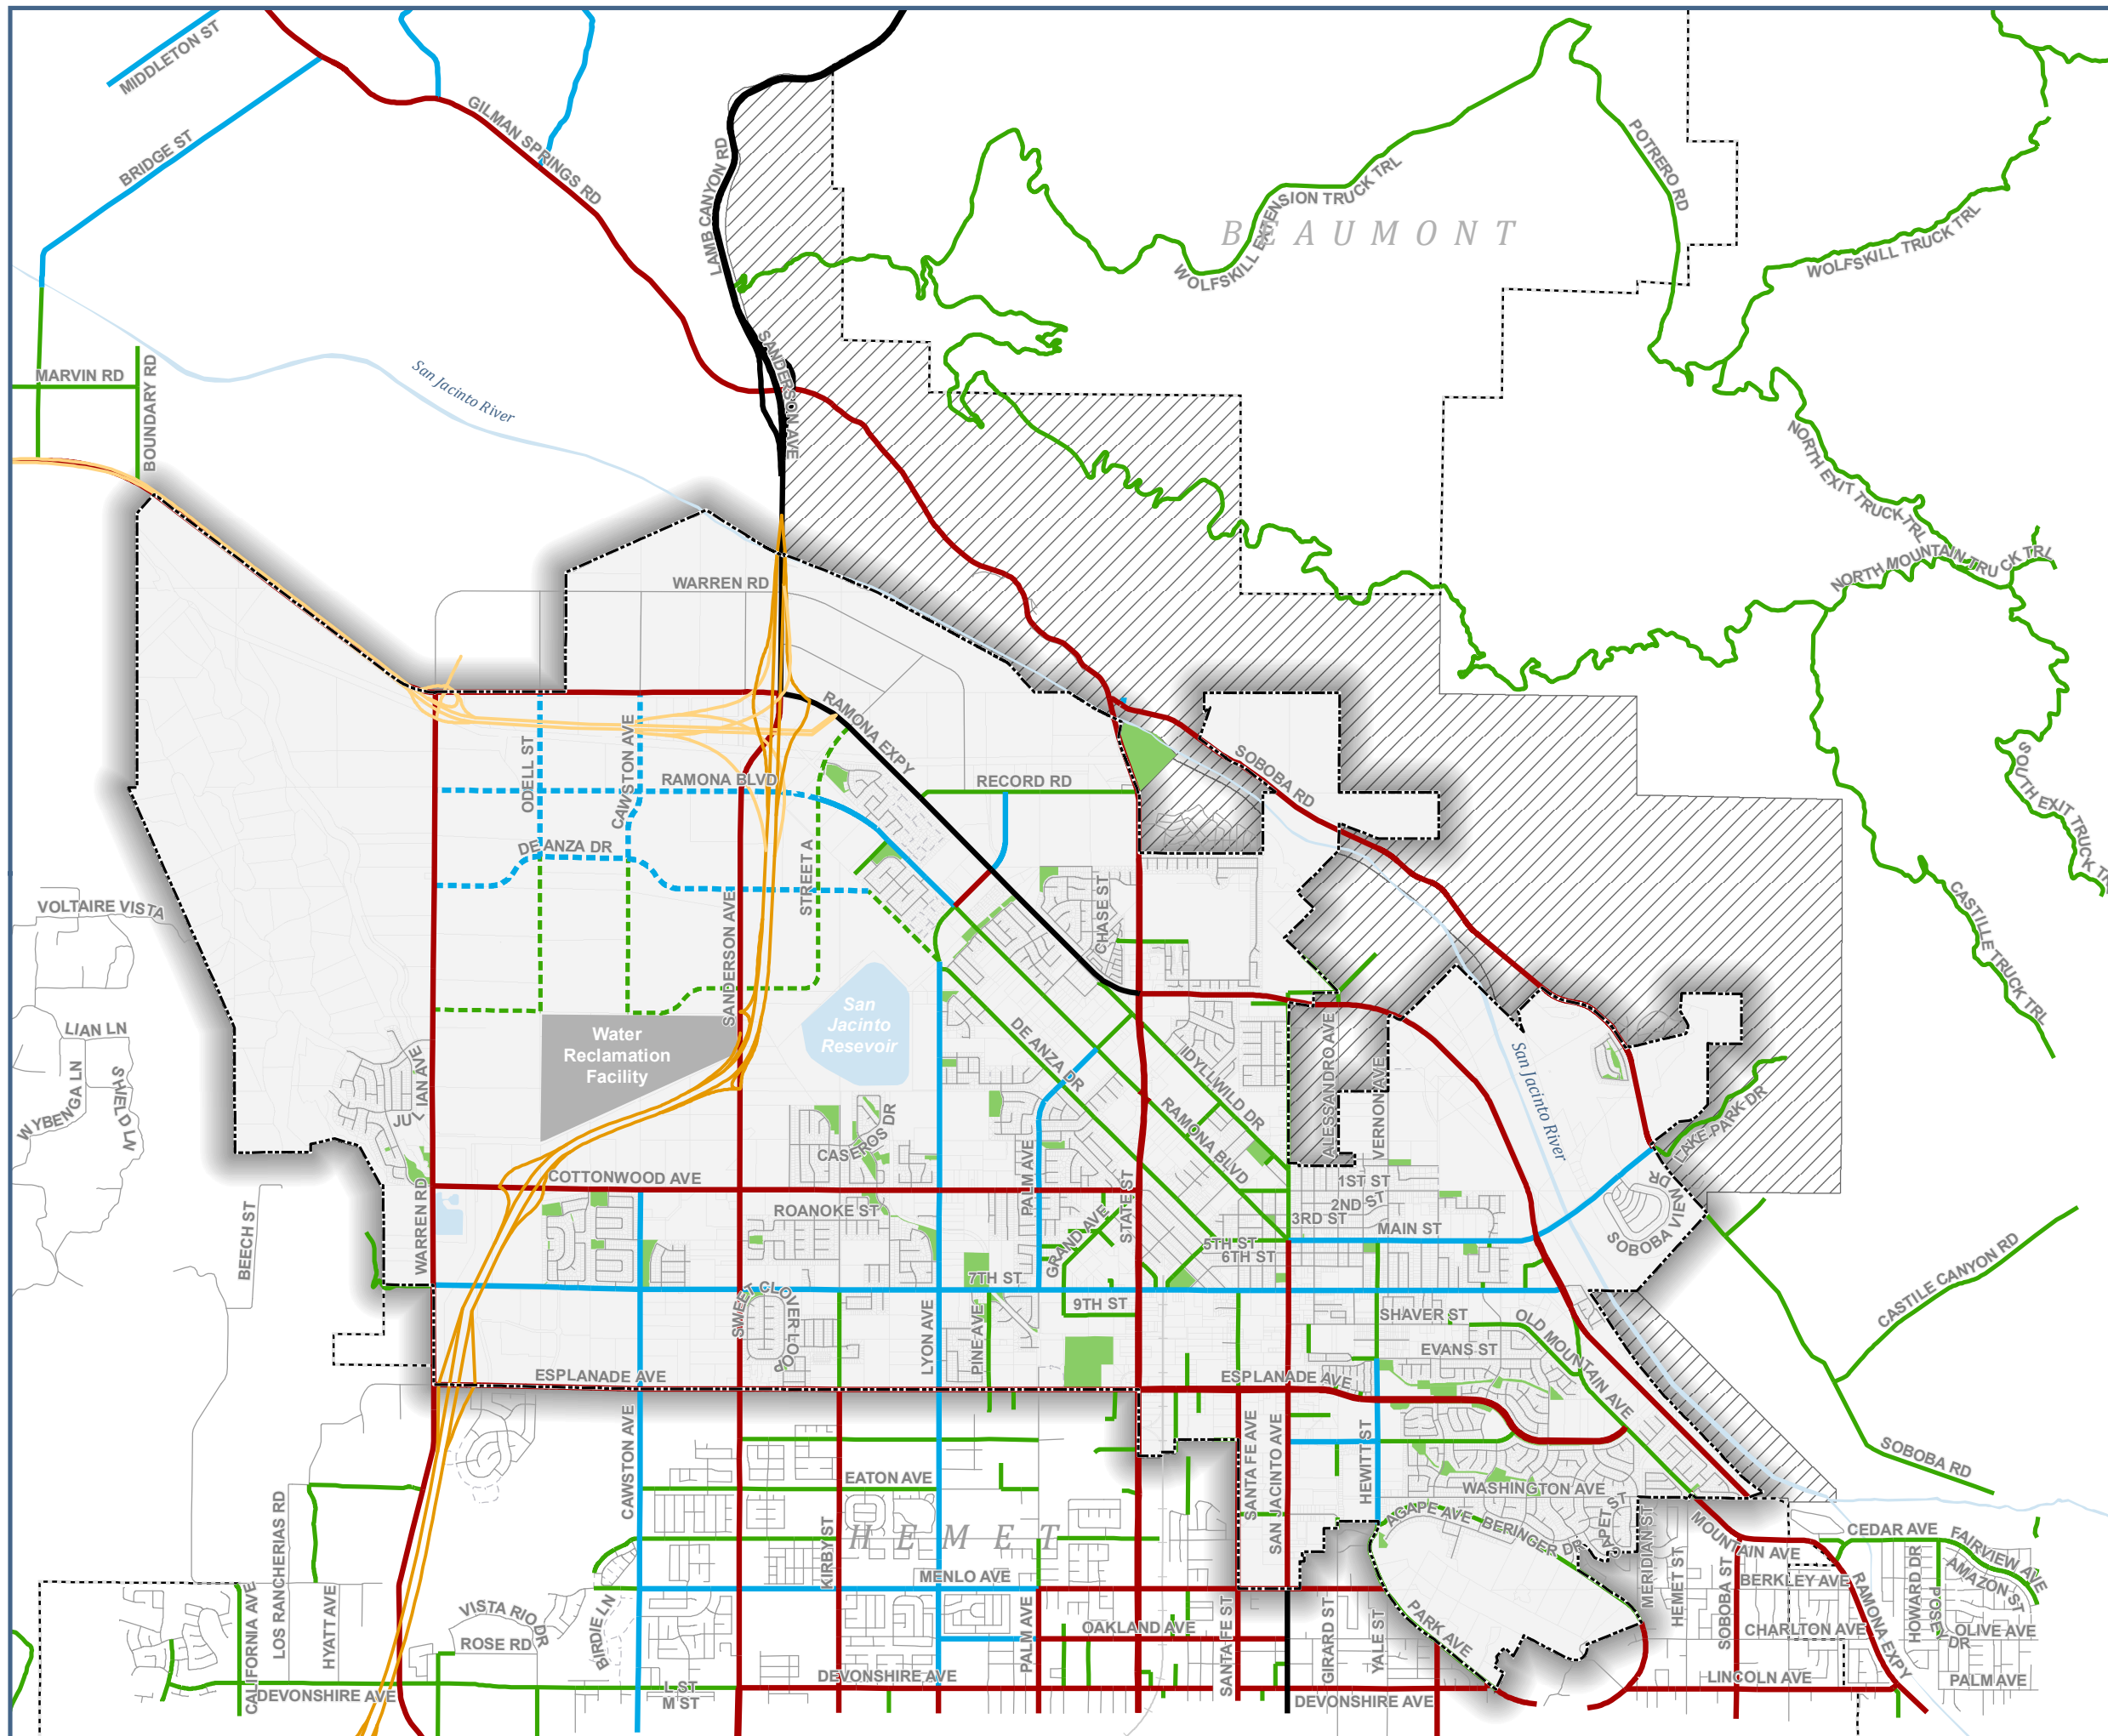 MIDDLETON ST
BRIDGE ST
GILMAN SPRINGS RD
LAMB CANYON RD
SANDERSON AVE
BEAUMONT
WOLFSKILL EXTENSION TRUCK TRL
POTRERO RD
WOLFSKILL TRUCK TRL
MARVIN RD
BOUNDARY RD
San Jacinto River
NORTH EXIT TRUCK TRL
NORTH MOUNTAIN TRUCK TRL
WARREN RD
RAMONA EXPY
ODELL ST
CAWSTON AVE
RAMONA BLVD
RECORD RD
SOBOBA RD
SOUTH EXIT TRUCK TR
DE ANZA DR
STREET A
SANDERSON AVE
CHASE ST
VOLTAIRE VISTA
CASTILLE TRUCK TRL
San
Jacinto
Resevoir
Water
Reclamation
Facility
LIAN LN
WYBENGA LN
SHIELD LN
JULIAN AVE
DE ANZA DR
IDYLLWILD DR
RAMONA BLVD
ALESSANDRO AVE
VERNON AVE
San Jacinto River
LAKE PARK DR
CASEROS DR
COTTONWOOD AVE
PALM AVE
STATE ST
1ST ST
2ND ST
3RD ST
MAIN ST
SOBOBA VIEW DR
BEECH ST
WARREN RD
ROANOKE ST
GRAND AVE
5TH ST
6TH ST
7TH ST
9TH ST
SWEET CLOVER LOOP
LYON AVE
PINE AVE
SHAVER ST
OLD MOUNTAIN AVE
EVANS ST
CASTILE CANYON RD
ESPLANADE AVE
ESPLANADE AVE
SOBOBA RD
CAWSTON AVE
EATON AVE
SANTA FE AVE
SAN JACINTO AVE
HEWITT ST
WASHINGTON AVE
AGAPE AVE
BERINGER DR
TAPET ST
MERIDIAN ST
MOUNTAIN AVE
CEDAR AVE
FAIRVIEW AVE
AMAZON ST
LOS RANCHERIAS RD
HEMET
KIRBY ST
MENLO AVE
BERKLEY AVE
HEMET ST
SOBOBA ST
RAMONA EXPY
HOWARD DR
CALIFORNIA AVE
HYATT AVE
VISTA RIO DR
ROSE RD
BIRDIE LN
PALM AVE
OAKLAND AVE
SANTA FE ST
GIRARD ST
YALE ST
PARK AVE
CHARLTON AVE
OLIVE AVE
DEVONSHIRE AVE
L ST
M ST
DEVONSHIRE AVE
DEVONSHIRE AVE
LINCOLN AVE
PALM AVE